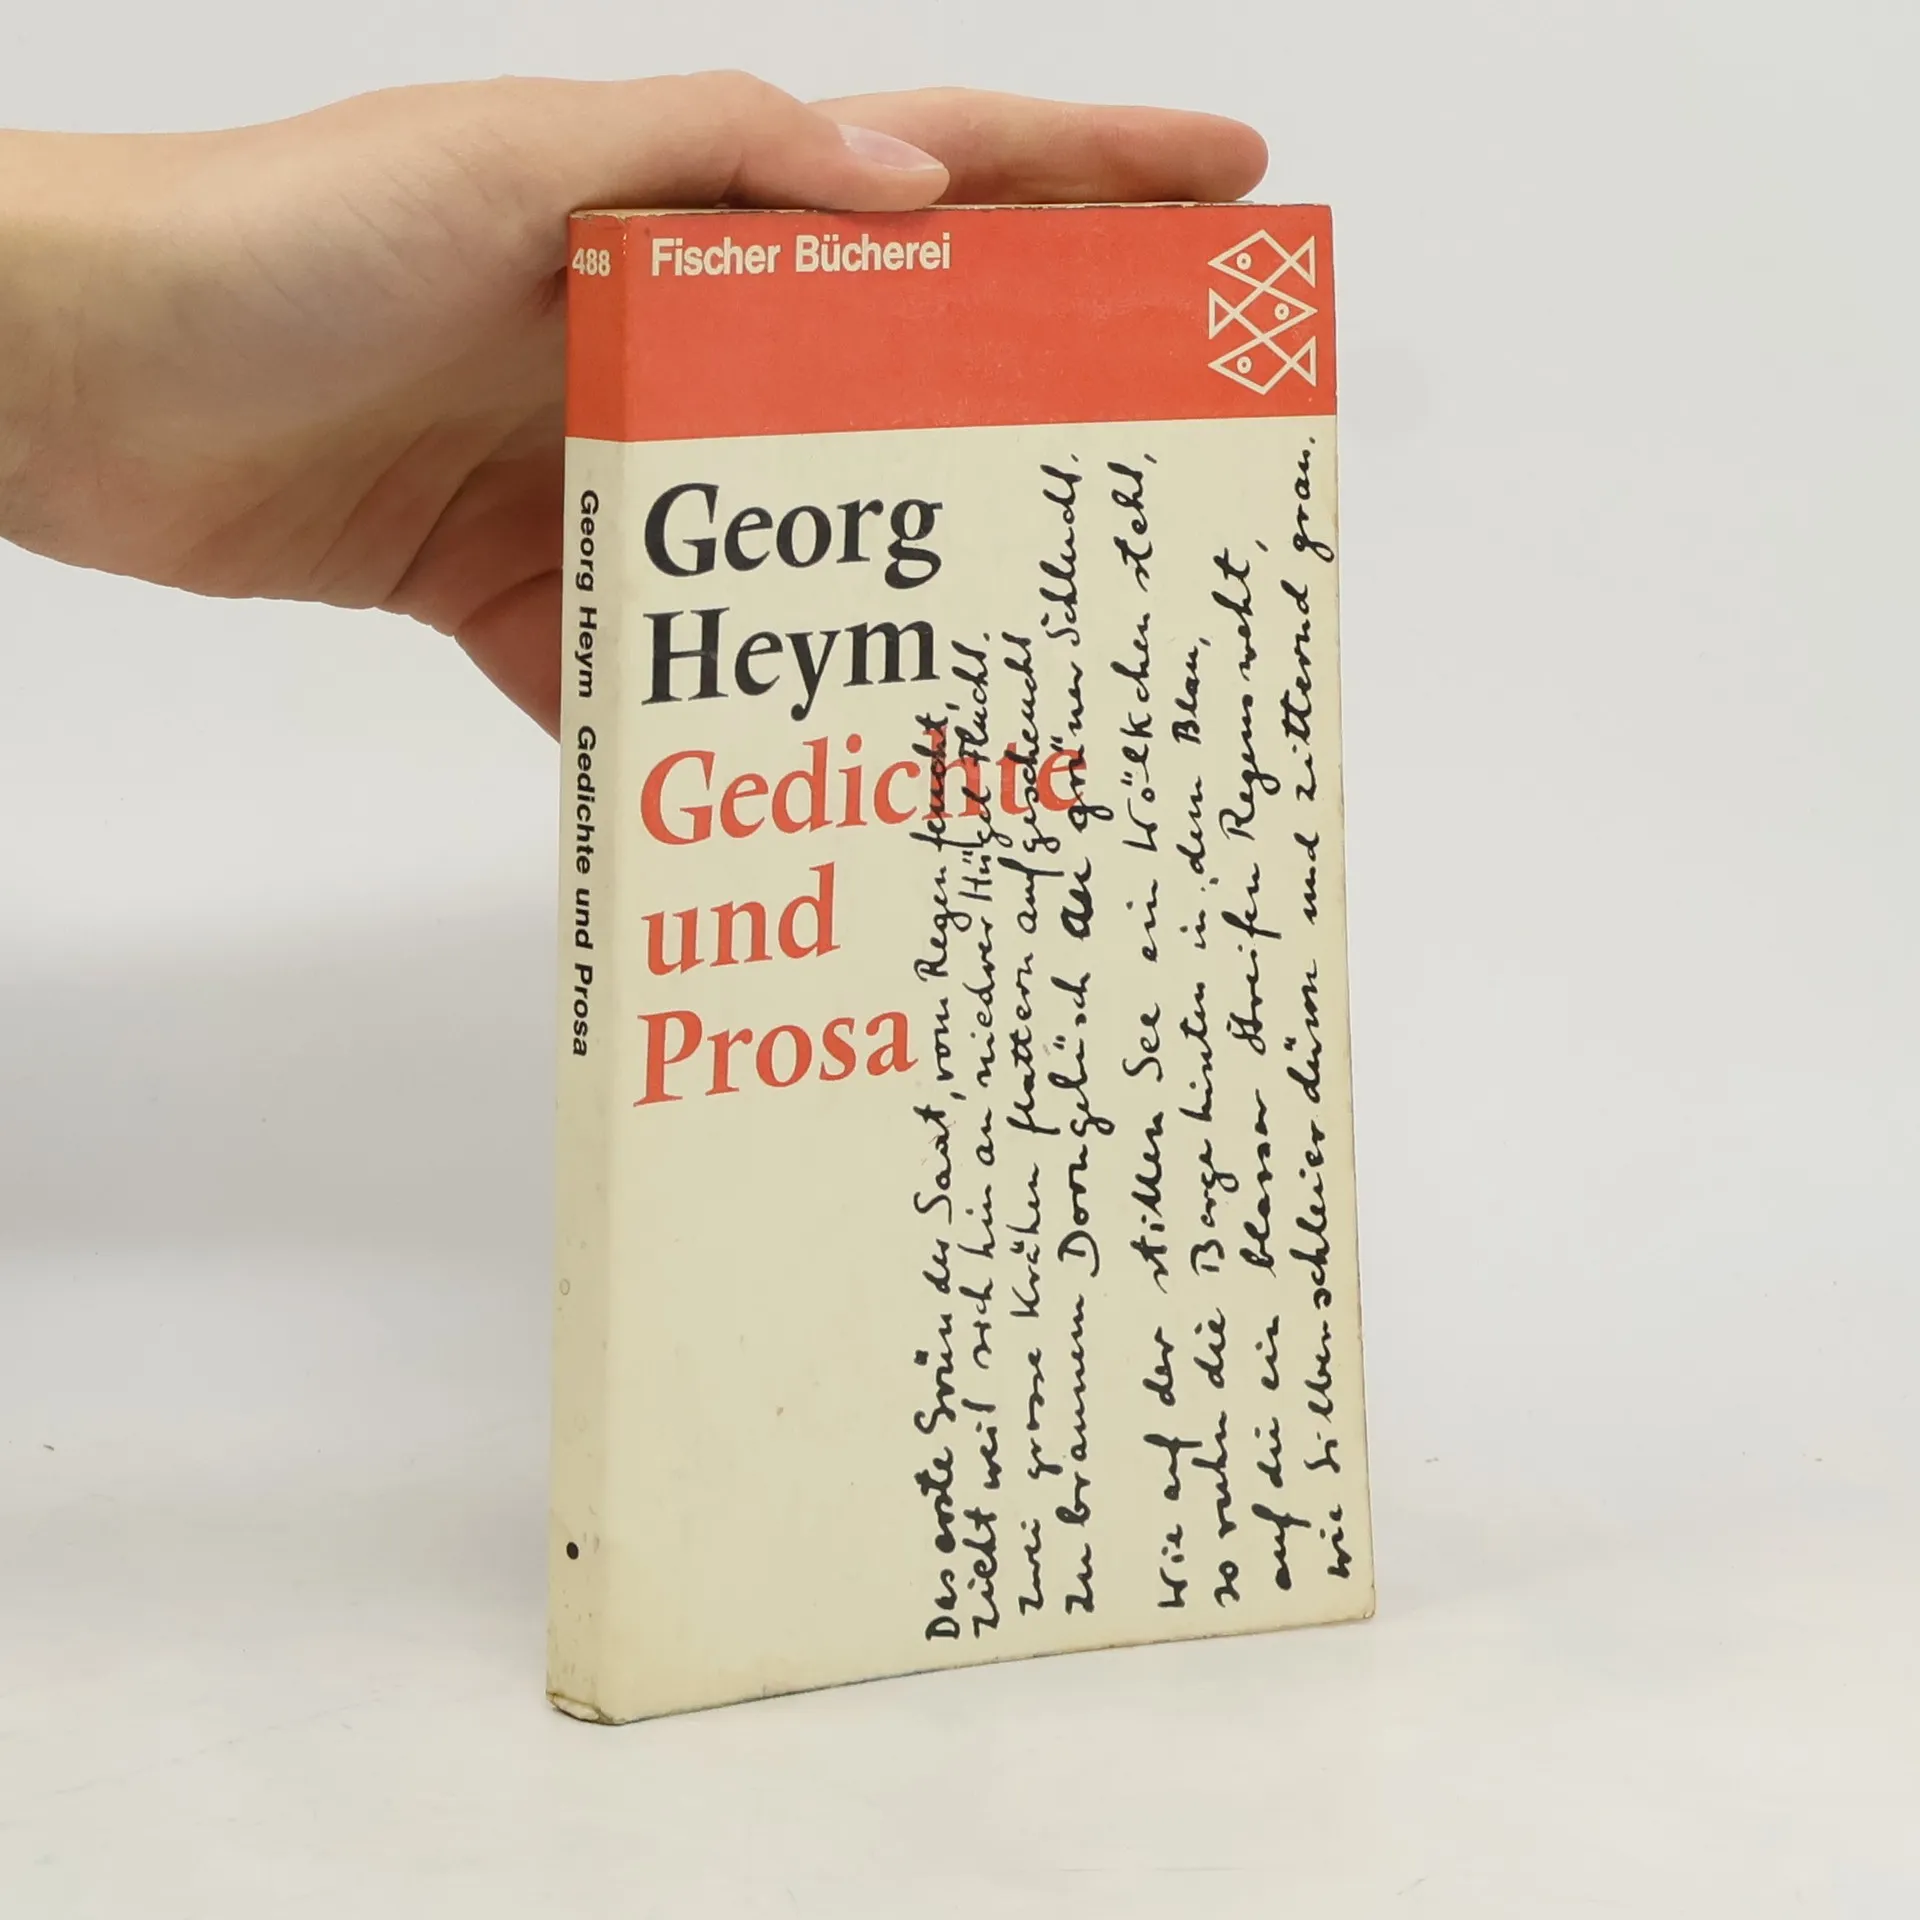 488
Fischer Bücherei
Georg Heym Gedichte und Prosa
Georg
Heym
Gedichte
und
Prosa
Das erste Grün der Saat, vom Regen feucht,
zieht weit sich hin an niedrer Hügel Flucht.
Zwei grosse Krähen flattern aufgescheucht
zu braunem Dorngebüsch der grüner Schlucht.
Wie auf der stillen See ein Wölkchen steht,
so ruhn die Berge hinten in dem Blau,
auf die ein blasser Streifen Regens weht,
wie Silberschleier dünn und zitternd grau.